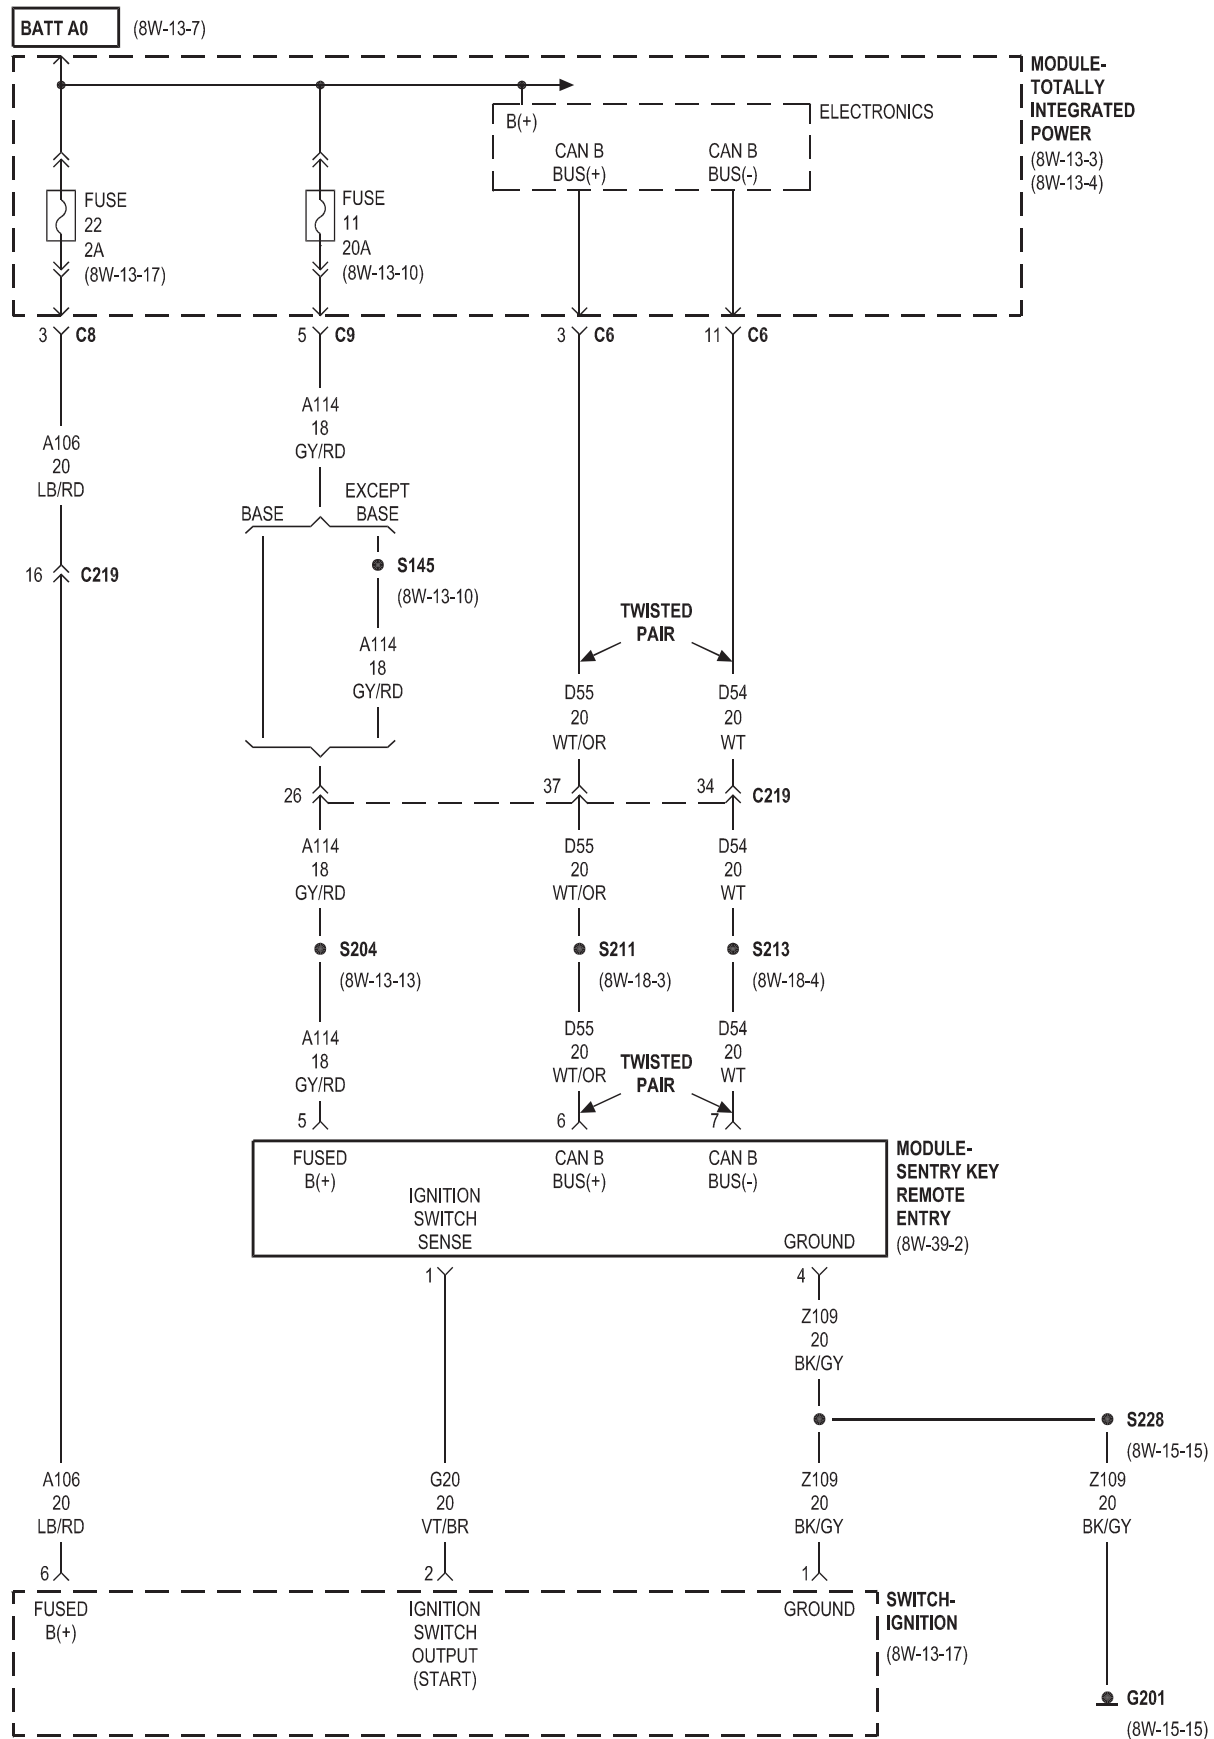 BATT A0 (8W-13-7)
MODULE-
TOTALLY
INTEGRATED
POWER
(8W-13-3)
(8W-13-4)
ELECTRONICS
B(+)
CAN B
BUS(+)
CAN B
BUS(-)
FUSE
22
2A
(8W-13-17)
FUSE
11
20A
(8W-13-10)
3 C8
5 C9
3 C6
11 C6
A106
20
LB/RD
A114
18
GY/RD
BASE
EXCEPT
BASE
16 C219
S145
(8W-13-10)
A114
18
GY/RD
TWISTED
PAIR
D55
20
WT/OR
D54
20
WT
26
37
34
C219
A114
18
GY/RD
D55
20
WT/OR
D54
20
WT
S204
(8W-13-13)
S211
(8W-18-3)
S213
(8W-18-4)
A114
18
GY/RD
D55
20
WT/OR
TWISTED
PAIR
D54
20
WT
5
6
7
FUSED
B(+)
CAN B
BUS(+)
CAN B
BUS(-)
IGNITION
SWITCH
SENSE
GROUND
MODULE-
SENTRY KEY
REMOTE
ENTRY
(8W-39-2)
1
4
Z109
20
BK/GY
S228
(8W-15-15)
A106
20
LB/RD
G20
20
VT/BR
Z109
20
BK/GY
Z109
20
BK/GY
6
2
1
FUSED
B(+)
IGNITION
SWITCH
OUTPUT
(START)
GROUND
SWITCH-
IGNITION
(8W-13-17)
G201
(8W-15-15)